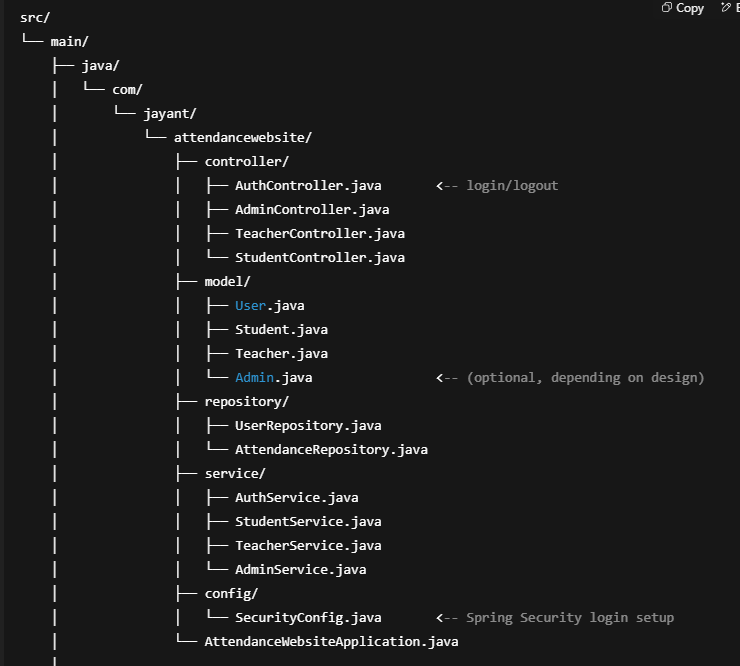 Copy
src/
└── main/
    ├── java/
    │   └── com/
    │       └── jayant/
    │           └── attendancewebsite/
    │               ├── controller/
    │               │   ├── AuthController.java       <-- login/logout
    │               │   ├── AdminController.java
    │               │   ├── TeacherController.java
    │               │   └── StudentController.java
    │               ├── model/
    │               │   ├── User.java
    │               │   ├── Student.java
    │               │   ├── Teacher.java
    │               │   └── Admin.java                <-- (optional, depending on design)
    │               ├── repository/
    │               │   ├── UserRepository.java
    │               │   └── AttendanceRepository.java
    │               ├── service/
    │               │   ├── AuthService.java
    │               │   ├── StudentService.java
    │               │   ├── TeacherService.java
    │               │   └── AdminService.java
    │               ├── config/
    │               │   └── SecurityConfig.java       <-- Spring Security login setup
    │               └── AttendanceWebsiteApplication.java
    │